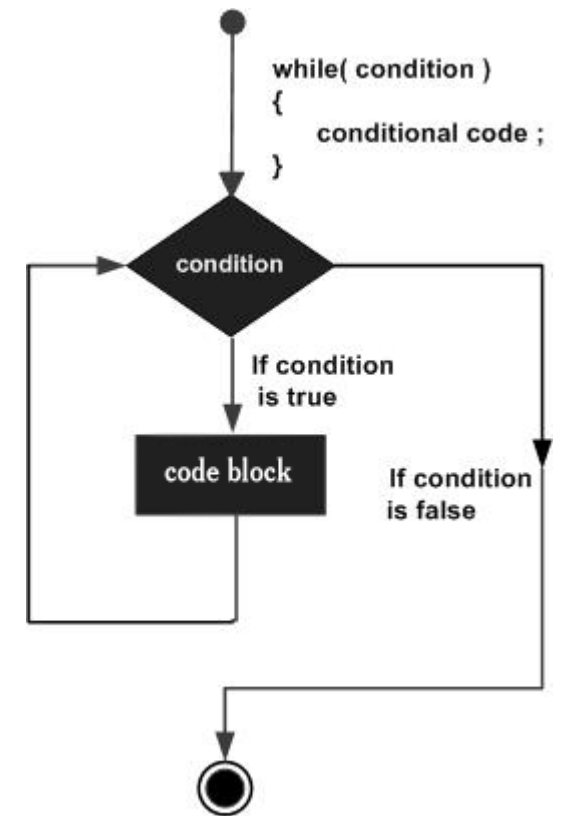 while( condition )
{
conditional code ;
}
condition
If condition
is true
code block
If condition
is false